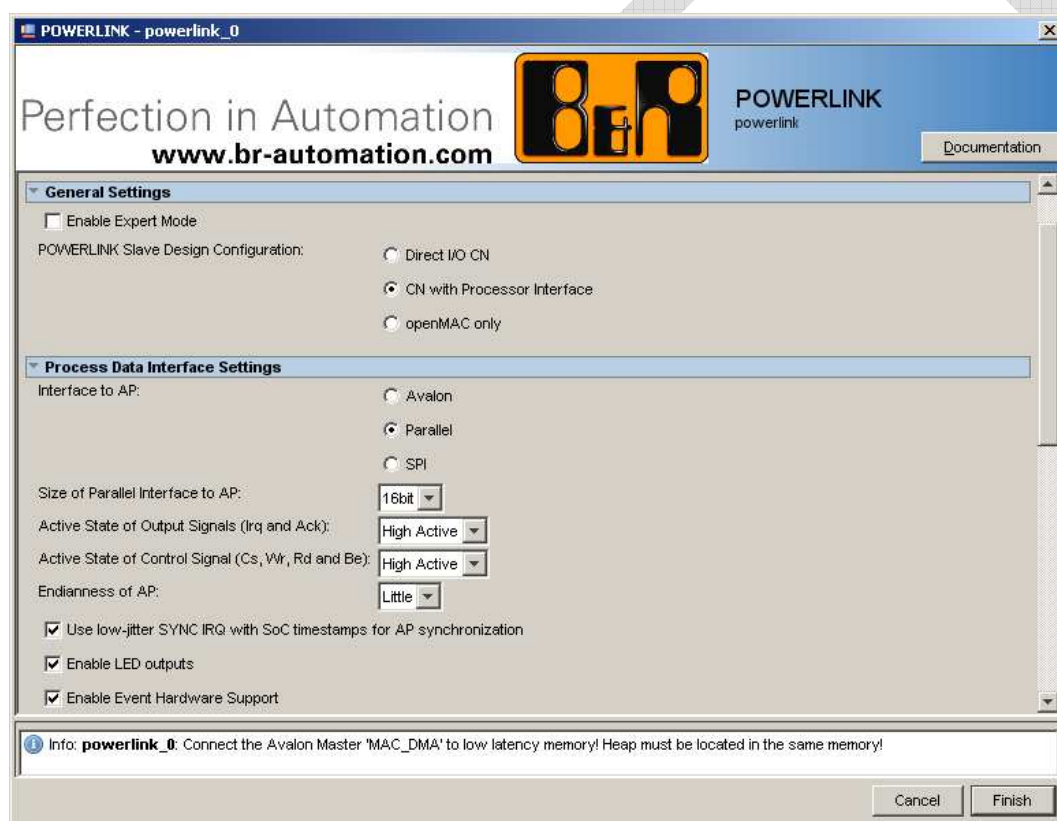 POWERLINK - powerlink_0
Perfection in Automation
www.br-automation.com
B&R
POWERLINK
powerlink
Documentation
General Settings
Enable Expert Mode
POWERLINK Slave Design Configuration:
Direct I/O CN
CN with Processor Interface
openMAC only
Process Data Interface Settings
Interface to AP:
Avalon
Parallel
SPI
Size of Parallel Interface to AP: 16bit
Active State of Output Signals (Irq and Ack): High Active
Active State of Control Signal (Cs, Wr, Rd and Be): High Active
Endianness of AP: Little
Use low-jitter SYNC IRQ with SoC timestamps for AP synchronization
Enable LED outputs
Enable Event Hardware Support
Info: powerlink_0: Connect the Avalon Master 'MAC_DMA' to low latency memory! Heap must be located in the same memory!
Cancel Finish